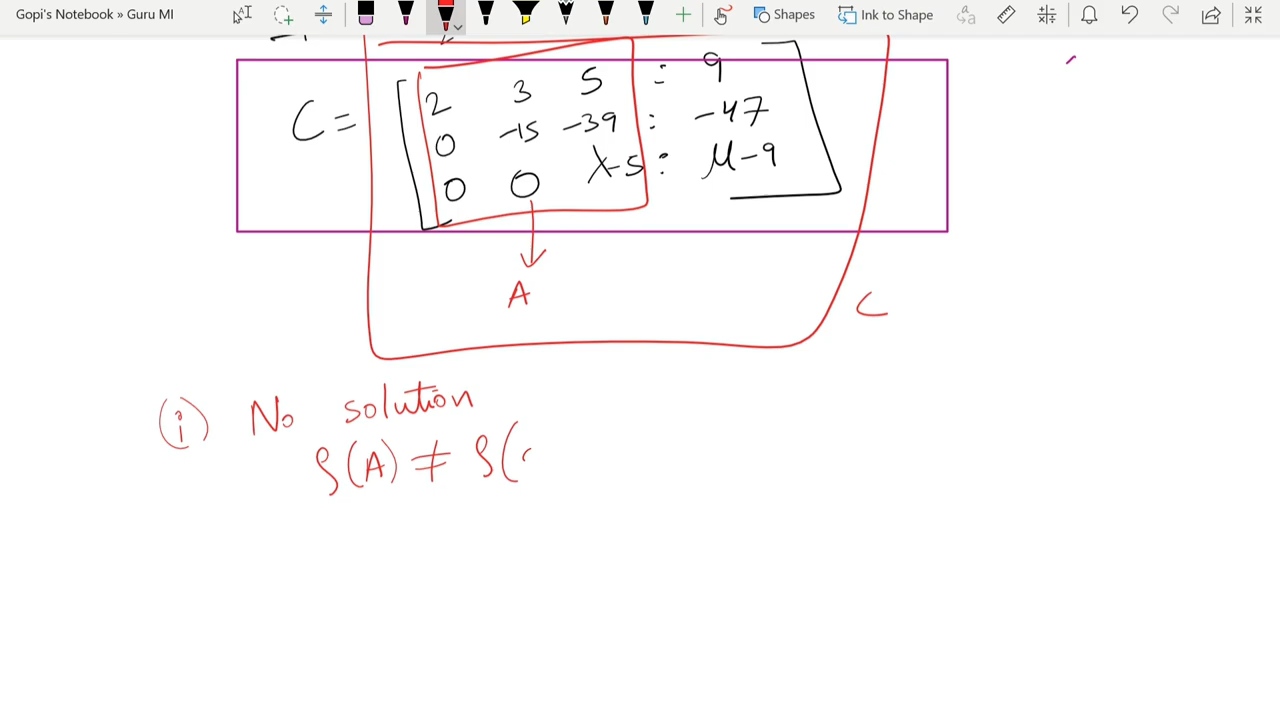 Gopi's Notebook » Guru MI
Shapes
Ink to Shape
2 3 5 : 9
C = 0 -15 -39 : -47
0 0 λ-5 : μ-9
A
C
(i) No solution
ρ(A) ≠ ρ(